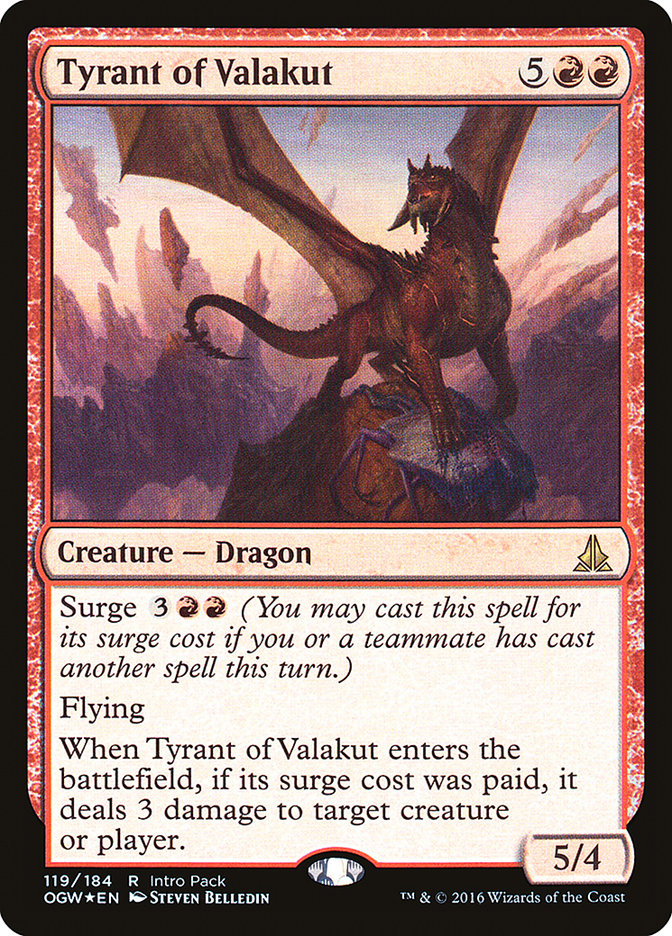 Tyrant of Valakut 5
Creature — Dragon
Surge 3 (You may cast this spell for
its surge cost if you or a teammate has cast
another spell this turn.)
Flying
When Tyrant of Valakut enters the
battlefield, if its surge cost was paid, it
deals 3 damage to target creature
or player.
5/4
119/184 R Intro Pack
OGW★EN Steven Belledin
™ & © 2016 Wizards of the Coast